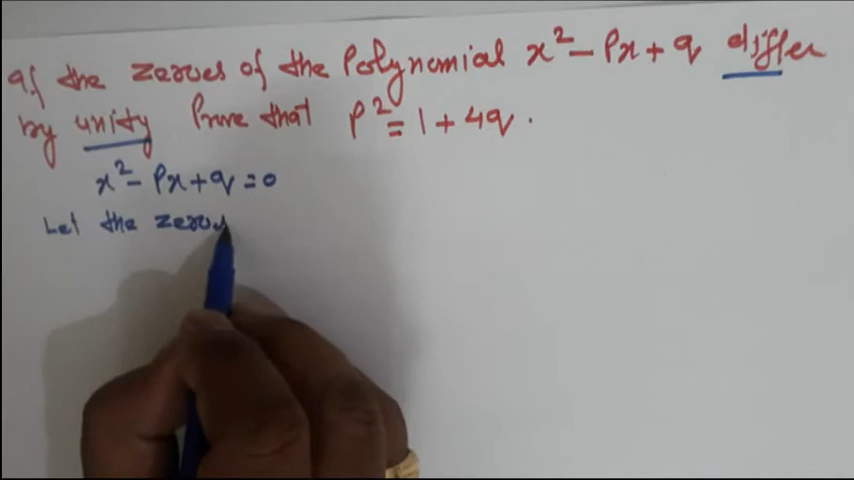 If the zeroes of the Polynomial x² - Px + q differ
by unity Prove that P² = 1 + 4q.
x² - Px + q = 0
Let the zeroes